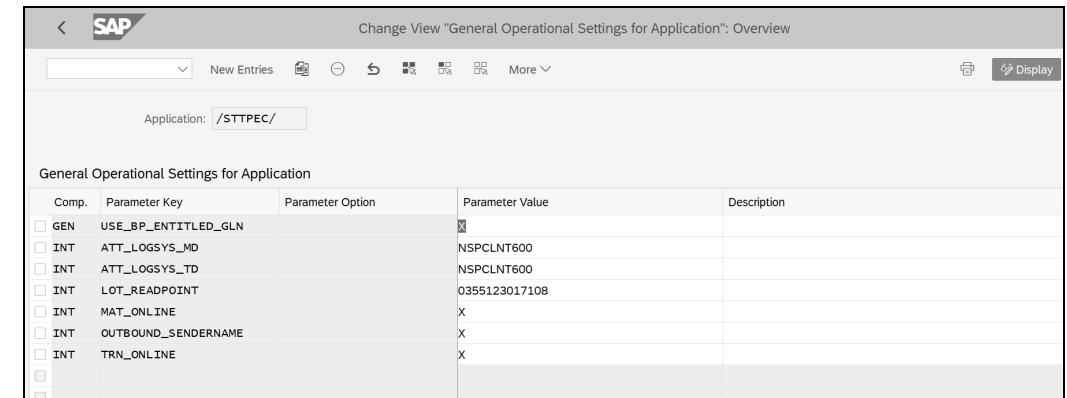 SAP Change View "General Operational Settings for Application": Overview
New Entries More Display
Application: /STTPEC/
General Operational Settings for Application
Comp. Parameter Key Parameter Option Parameter Value Description
GEN USE_BP_ENTITLED_GLN X
INT ATT_LOGSYS_MD NSPCLNT600
INT ATT_LOGSYS_TD NSPCLNT600
INT LOT_READPOINT 0355123017108
INT MAT_ONLINE X
INT OUTBOUND_SENDERNAME X
INT TRN_ONLINE X